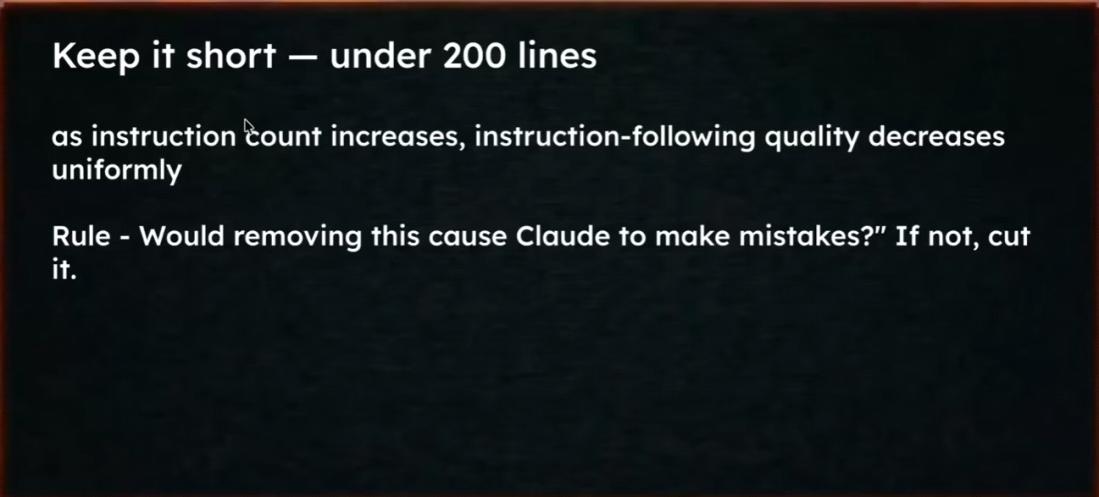 Keep it short — under 200 lines
as instruction count increases, instruction-following quality decreases
uniformly
Rule - Would removing this cause Claude to make mistakes?" If not, cut
it.